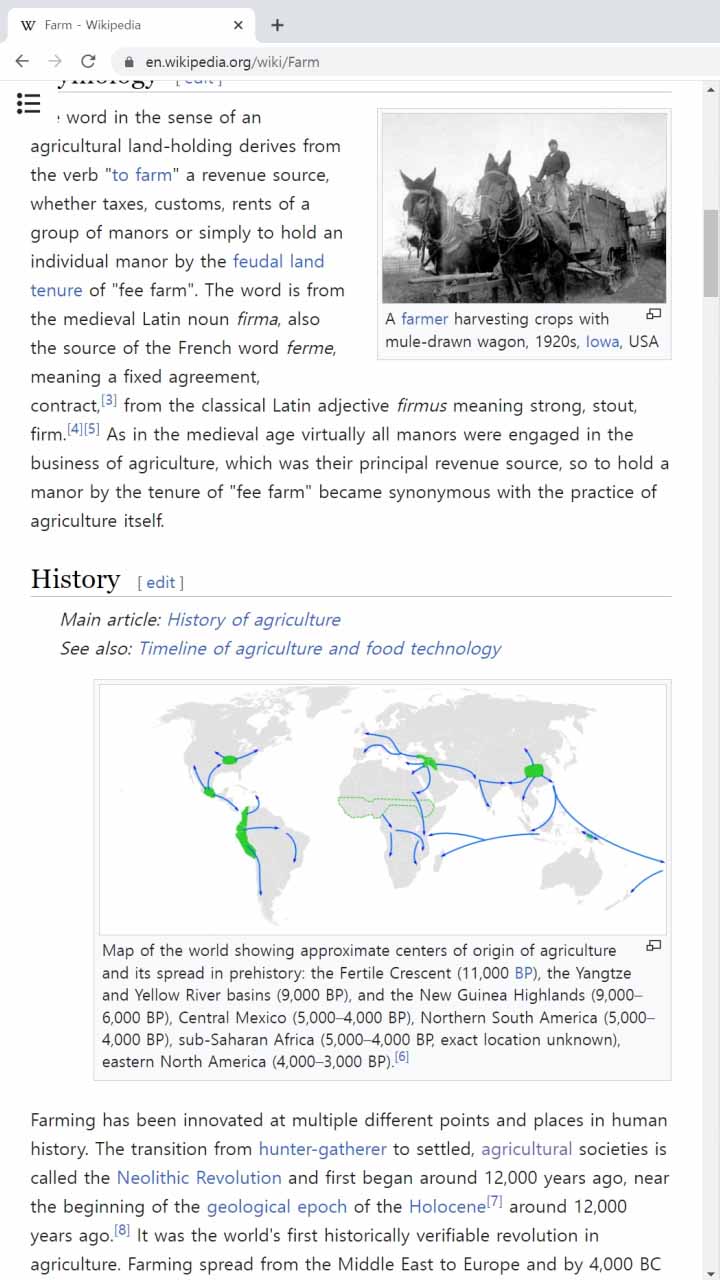 W Farm - Wikipedia
en.wikipedia.org/wiki/Farm
[ edit ]
word in the sense of an
agricultural land-holding derives from
the verb "to farm" a revenue source,
whether taxes, customs, rents of a
group of manors or simply to hold an
individual manor by the feudal land
tenure of "fee farm". The word is from
the medieval Latin noun firma, also
the source of the French word ferme,
meaning a fixed agreement,
A farmer harvesting crops with
mule-drawn wagon, 1920s, Iowa, USA
contract,[3] from the classical Latin adjective firmus meaning strong, stout,
firm.[4][5] As in the medieval age virtually all manors were engaged in the
business of agriculture, which was their principal revenue source, so to hold a
manor by the tenure of "fee farm" became synonymous with the practice of
agriculture itself.
History [ edit ]
Main article: History of agriculture
See also: Timeline of agriculture and food technology
Map of the world showing approximate centers of origin of agriculture
and its spread in prehistory: the Fertile Crescent (11,000 BP), the Yangtze
and Yellow River basins (9,000 BP), and the New Guinea Highlands (9,000–
6,000 BP), Central Mexico (5,000–4,000 BP), Northern South America (5,000–
4,000 BP), sub-Saharan Africa (5,000–4,000 BP, exact location unknown),
eastern North America (4,000–3,000 BP).[6]
Farming has been innovated at multiple different points and places in human
history. The transition from hunter-gatherer to settled, agricultural societies is
called the Neolithic Revolution and first began around 12,000 years ago, near
the beginning of the geological epoch of the Holocene[7] around 12,000
years ago.[8] It was the world's first historically verifiable revolution in
agriculture. Farming spread from the Middle East to Europe and by 4,000 BC